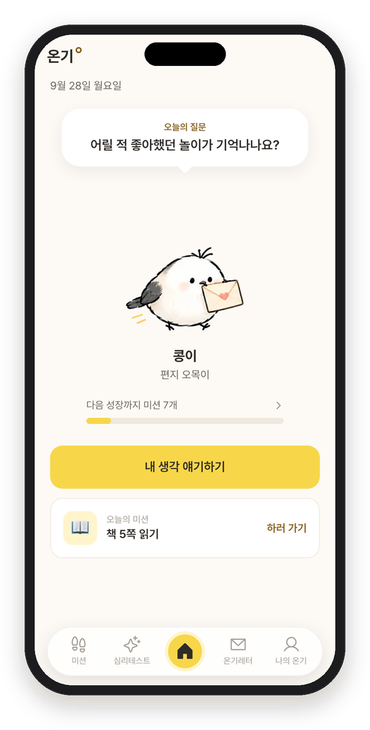 온기
9월 28일 월요일
오늘의 질문
어릴 적 좋아했던 놀이가 기억나나요?
콩이
편지 오목이
다음 성장까지 미션 7개
내 생각 얘기하기
오늘의 미션
책 5쪽 읽기
하러 가기
미션
심리테스트
온기레터
나의 온기